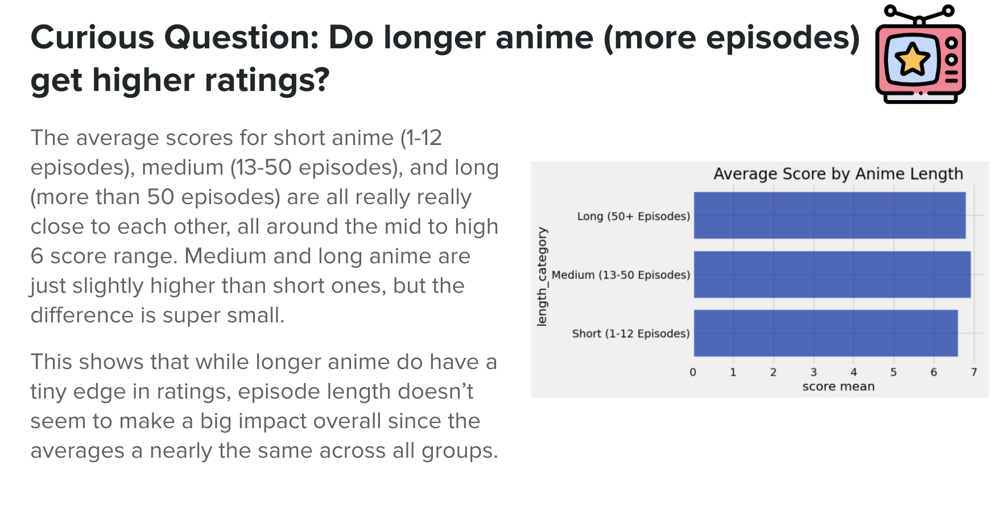 Curious Question: Do longer anime (more episodes)
get higher ratings?
The average scores for short anime (1-12
episodes), medium (13-50 episodes), and long
(more than 50 episodes) are all really really
close to each other, all around the mid to high
6 score range. Medium and long anime are
just slightly higher than short ones, but the
difference is super small.
This shows that while longer anime do have a
tiny edge in ratings, episode length doesn’t
seem to make a big impact overall since the
averages a nearly the same across all groups.
Average Score by Anime Length
length_category
Long (50+ Episodes)
Medium (13-50 Episodes)
Short (1-12 Episodes)
0 1 2 3 4 5 6 7
score mean